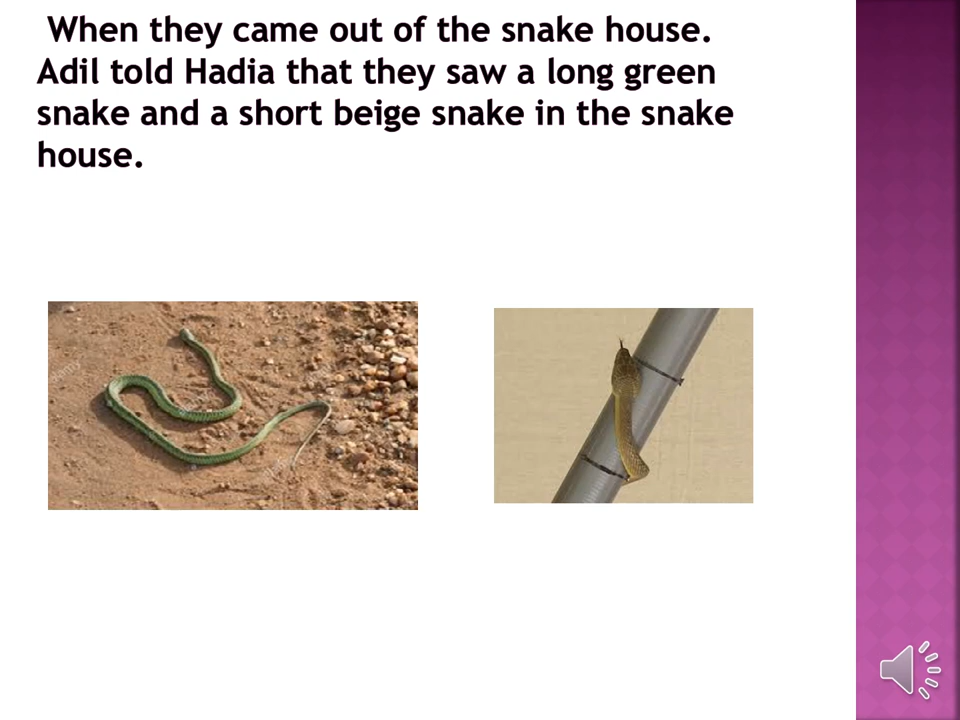 When they came out of the snake house.
Adil told Hadia that they saw a long green
snake and a short beige snake in the snake
house.